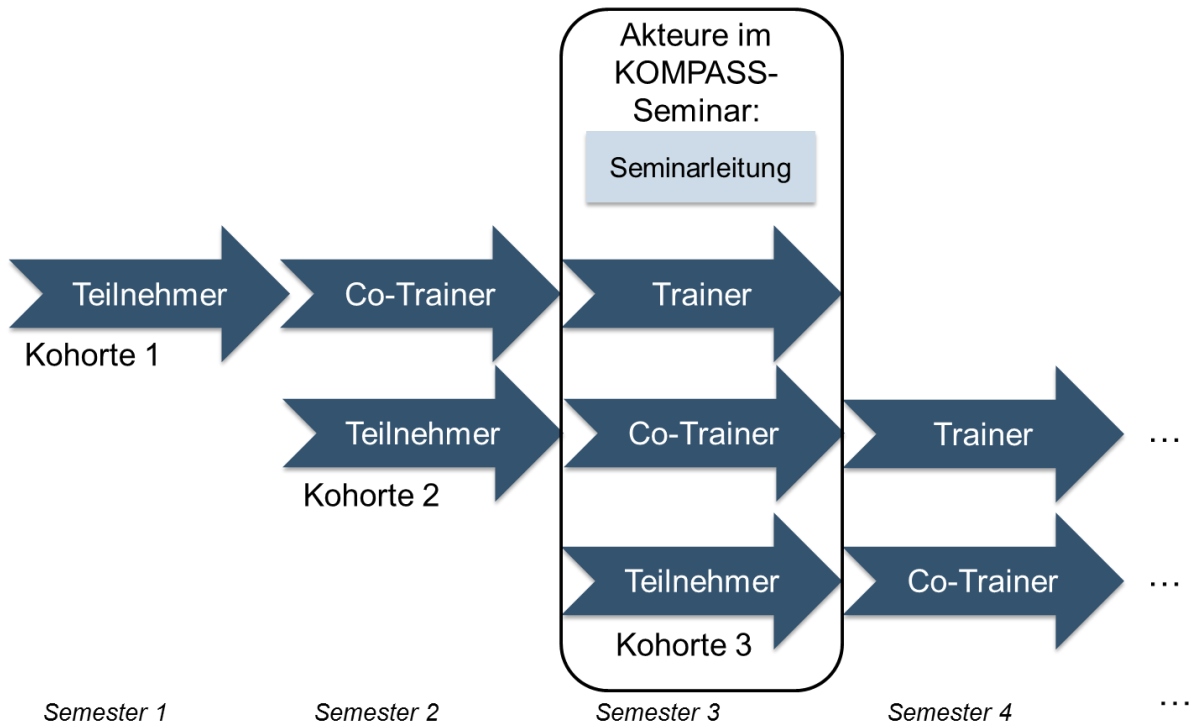 Akteure im
KOMPASS-
Seminar:
Seminarleitung
Teilnehmer
Co-Trainer
Trainer
Kohorte 1
Teilnehmer
Co-Trainer
Trainer
...
Kohorte 2
Teilnehmer
Co-Trainer
...
Kohorte 3
Semester 1
Semester 2
Semester 3
Semester 4
...